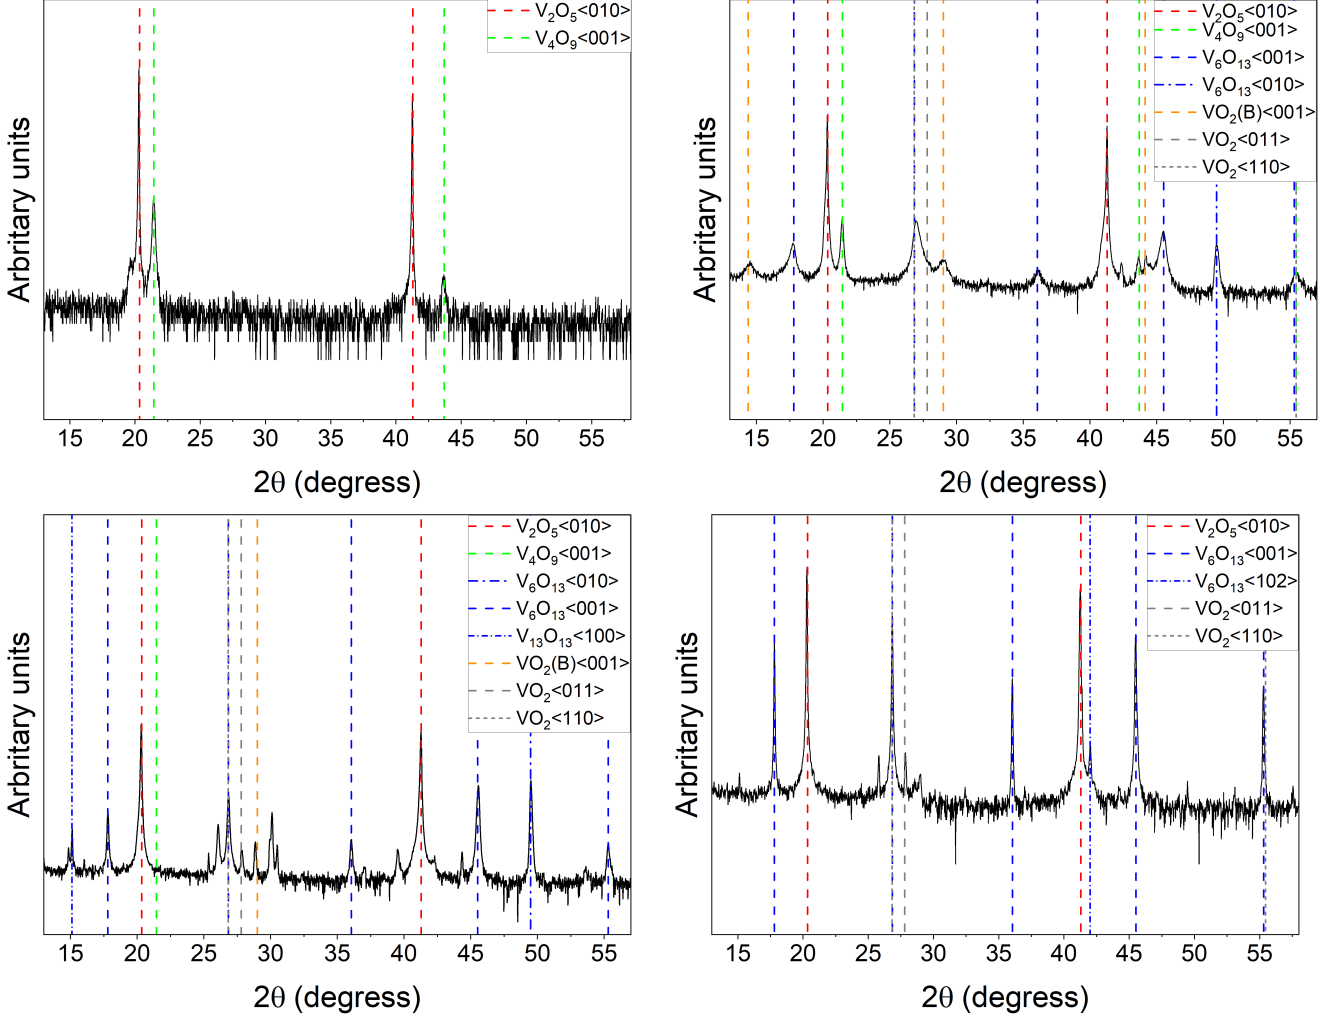 V2O5<010>
V4O9<001>
Arbritary units
15 20 25 30 35 40 45 50 55
2θ (degress)
V2O5<010>
V4O9<001>
V6O13<001>
V6O13<010>
VO2(B)<001>
VO2<011>
VO2<110>
Arbritary units
15 20 25 30 35 40 45 50 55
2θ (degress)
V2O5<010>
V4O9<001>
V6O13<010>
V6O13<001>
V13O13<100>
VO2(B)<001>
VO2<011>
VO2<110>
Arbritary units
15 20 25 30 35 40 45 50 55
2θ (degress)
V2O5<010>
V6O13<001>
V6O13<102>
VO2<011>
VO2<110>
Arbritary units
15 20 25 30 35 40 45 50 55
2θ (degress)